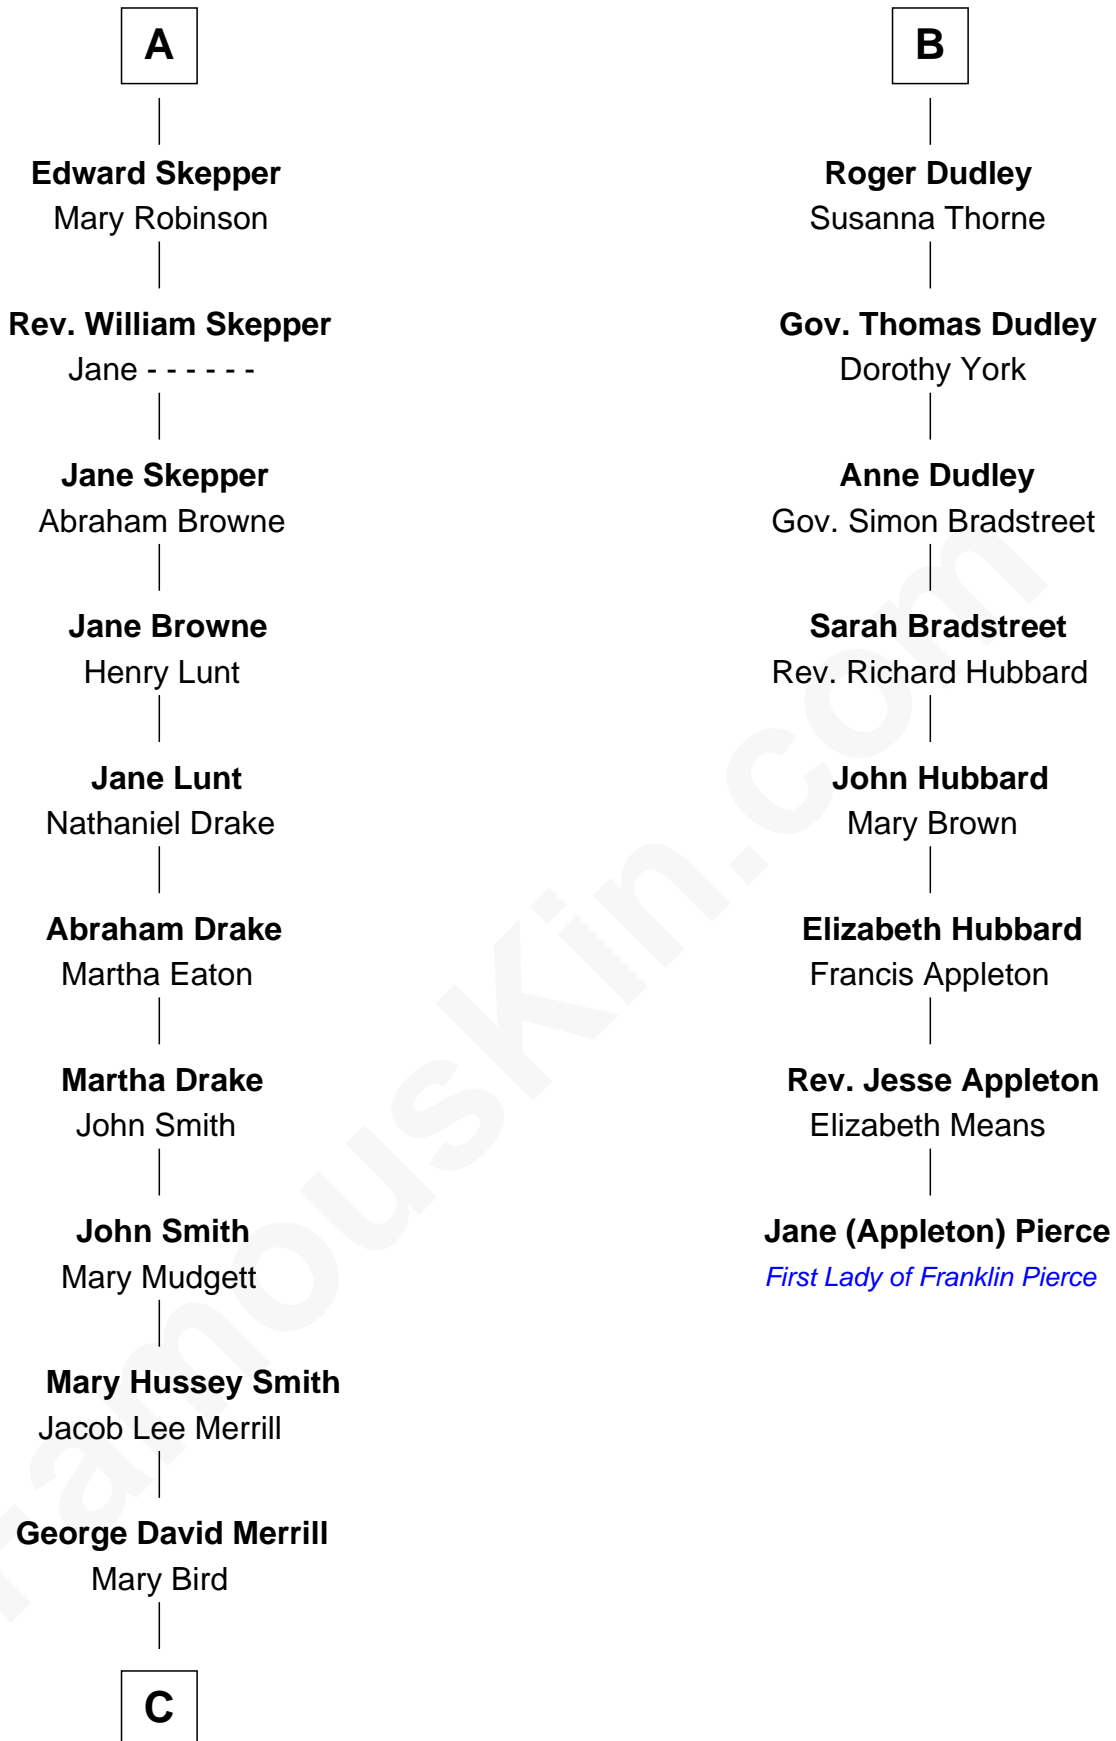 A
Edward Skepper
Mary Robinson
Rev. William Skepper
Jane - - - - - -
Jane Skepper
Abraham Browne
Jane Browne
Henry Lunt
Jane Lunt
Nathaniel Drake
Abraham Drake
Martha Eaton
Martha Drake
John Smith
John Smith
Mary Mudgett
Mary Hussey Smith
Jacob Lee Merrill
George David Merrill
Mary Bird
C
B
Roger Dudley
Susanna Thorne
Gov. Thomas Dudley
Dorothy York
Anne Dudley
Gov. Simon Bradstreet
Sarah Bradstreet
Rev. Richard Hubbard
John Hubbard
Mary Brown
Elizabeth Hubbard
Francis Appleton
Rev. Jesse Appleton
Elizabeth Means
Jane (Appleton) Pierce
First Lady of Franklin Pierce
FamousKin.com